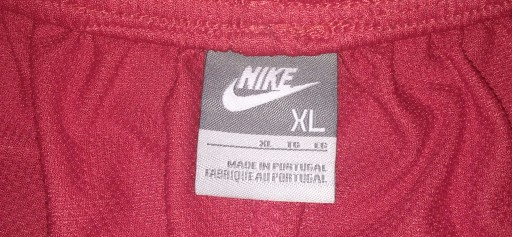 NIKE
XL
XL TG EG
MADE IN PORTUGAL
FABRIQUE AU PORTUGAL